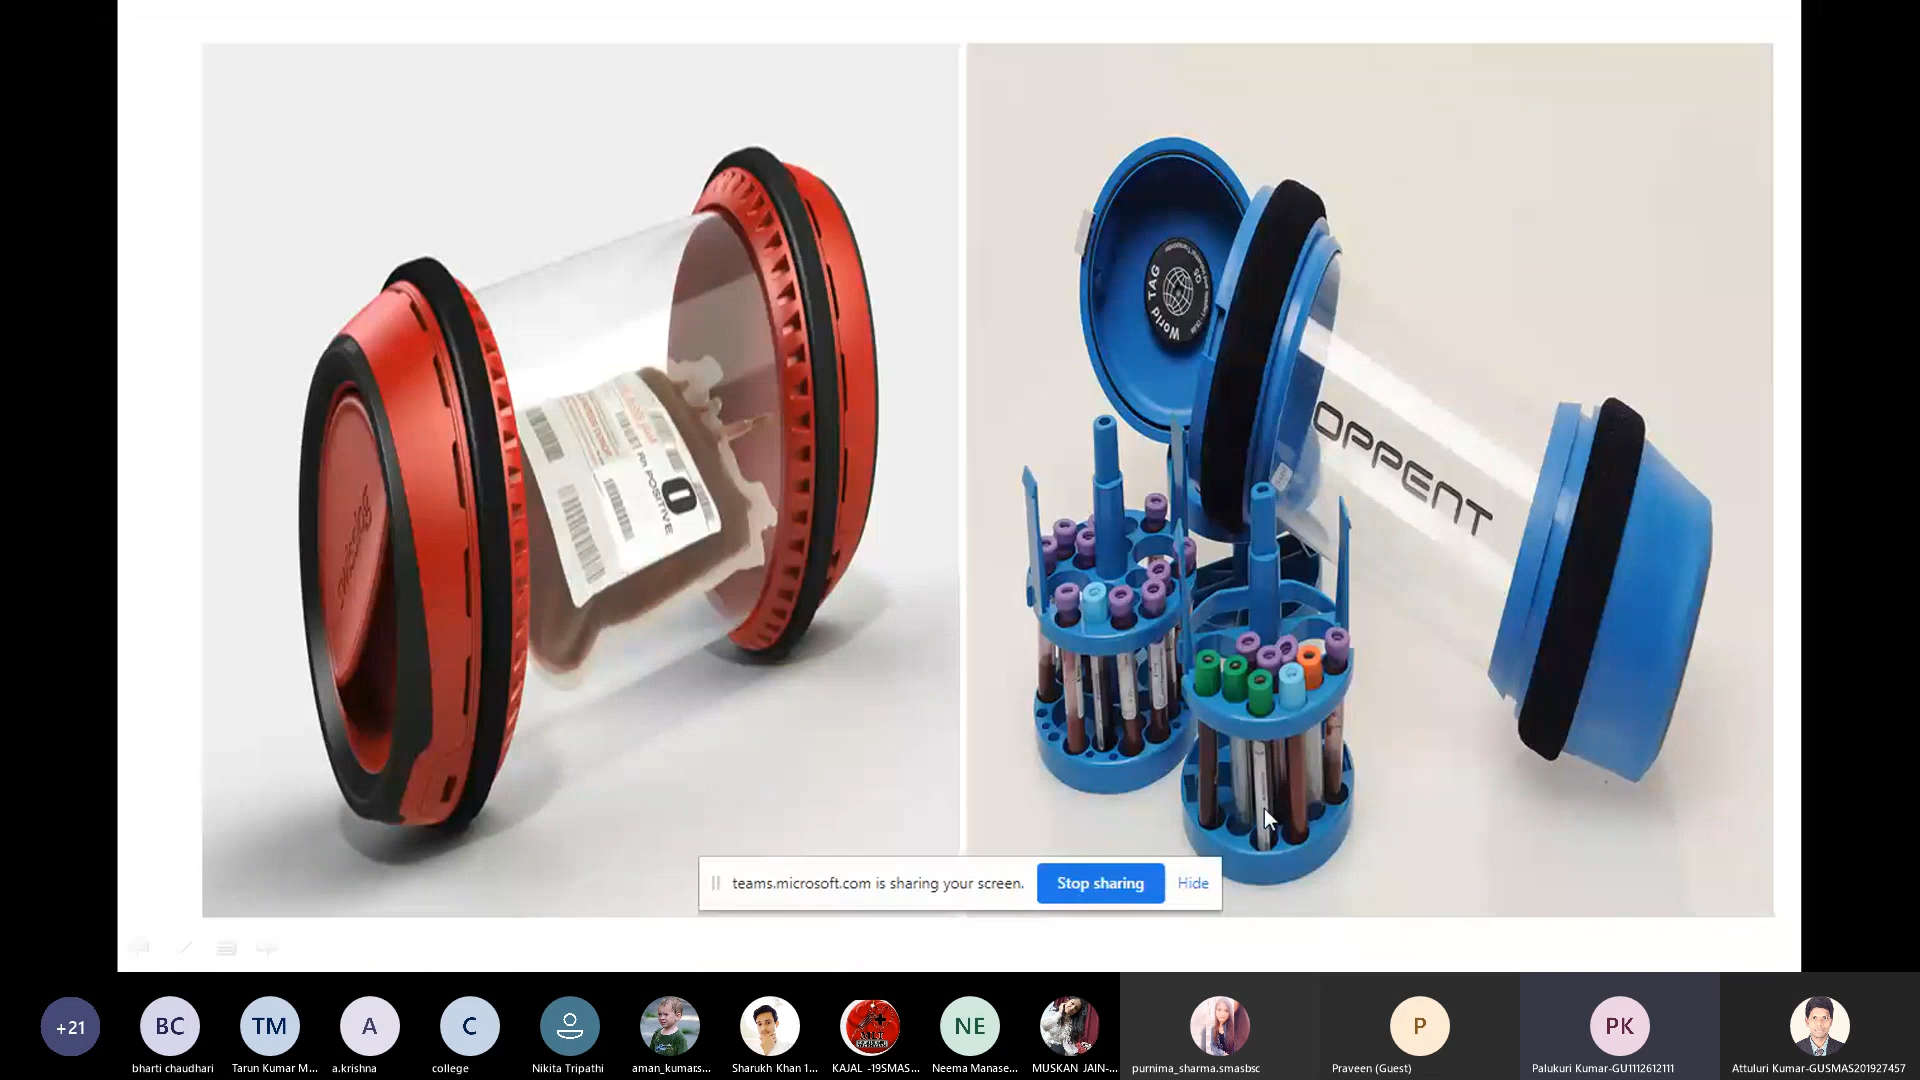 swisslog
O
Rh POSITIVE
World TAG
OPPENT
teams.microsoft.com is sharing your screen.
Stop sharing
Hide
+21
BC
TM
A
C
NE
P
PK
bharti chaudhari
Tarun Kumar M...
a.krishna
college
Nikita Tripathi
aman_kumar.s...
Sharukh Khan 1...
KAJAL -19SMAS...
Neema Manase...
MUSKAN JAIN-...
purnima_sharma.smasbsc
Praveen (Guest)
Palukuri Kumar-GU1112612111
Attuluri Kumar-GUSMAS201927457